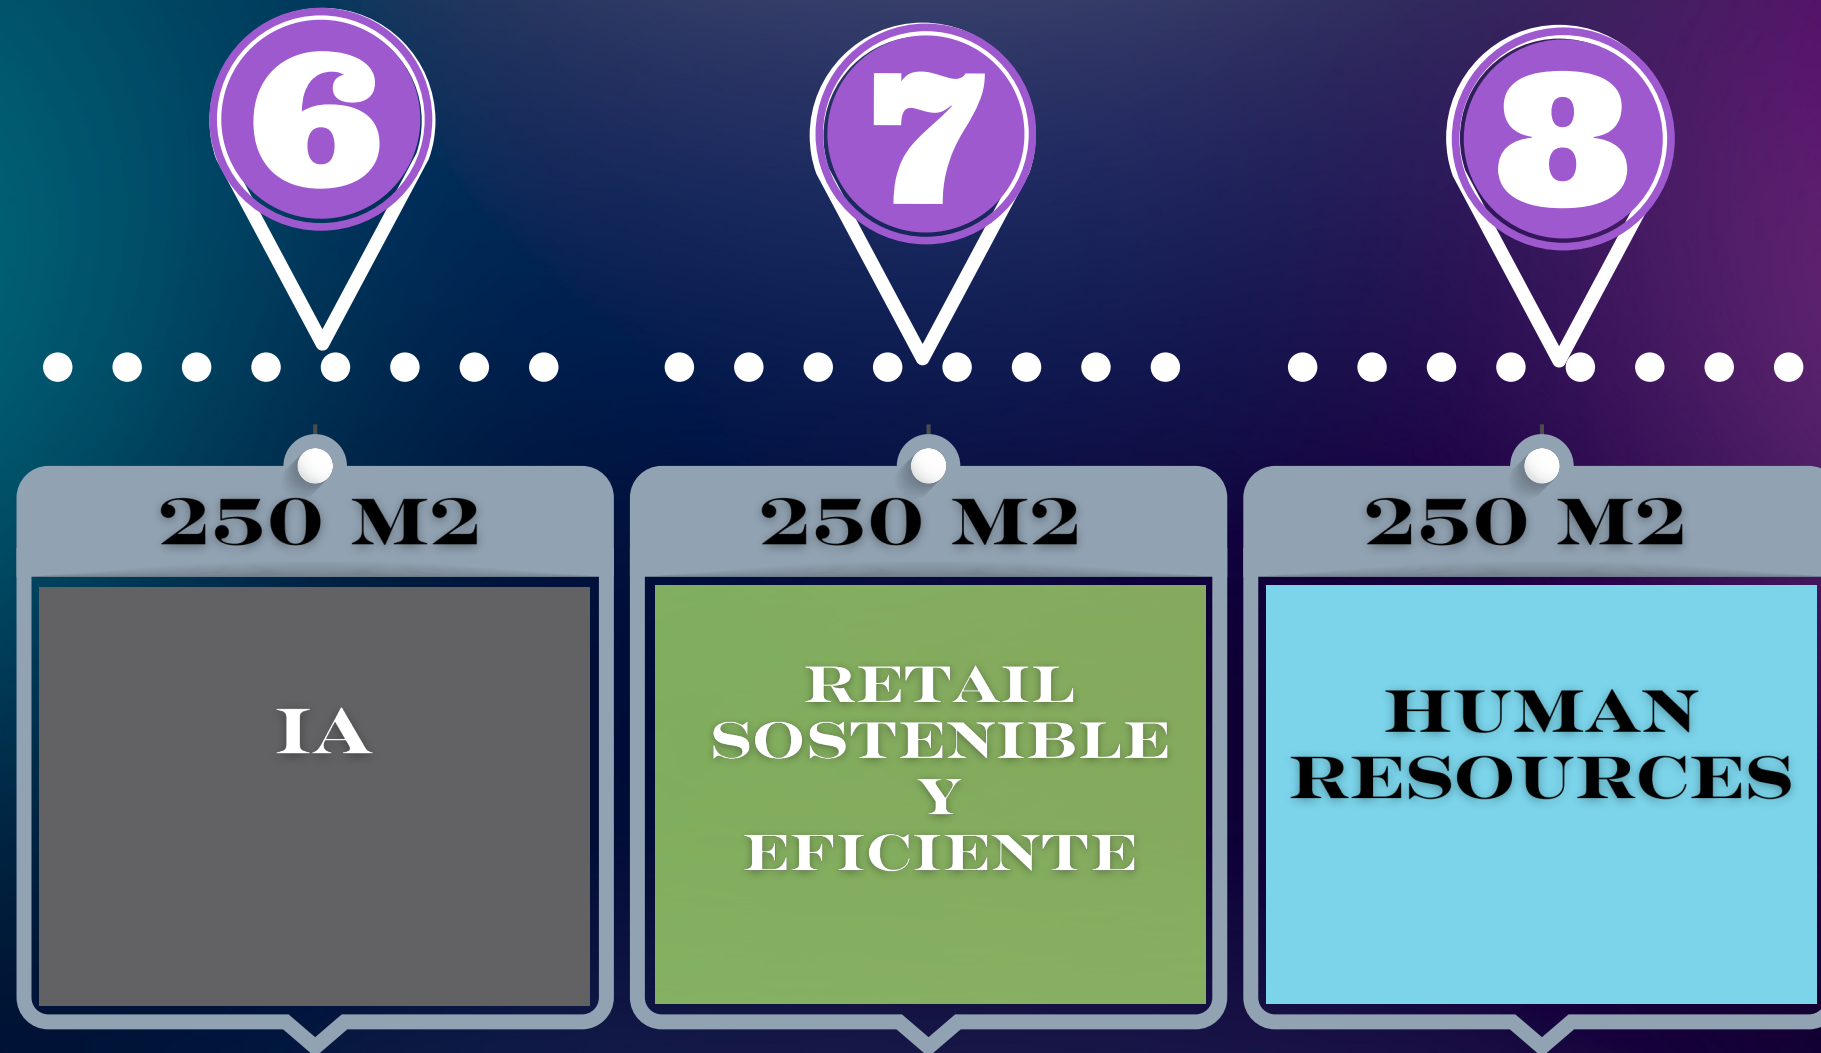 6
7
8
250 M2
250 M2
250 M2
IA
RETAIL
SOSTENIBLE
Y
EFICIENTE
HUMAN
RESOURCES